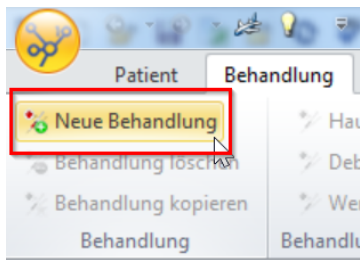 Patient Behandlung
Neue Behandlung
Behandlung löschen
Behandlung kopieren
Behandlung